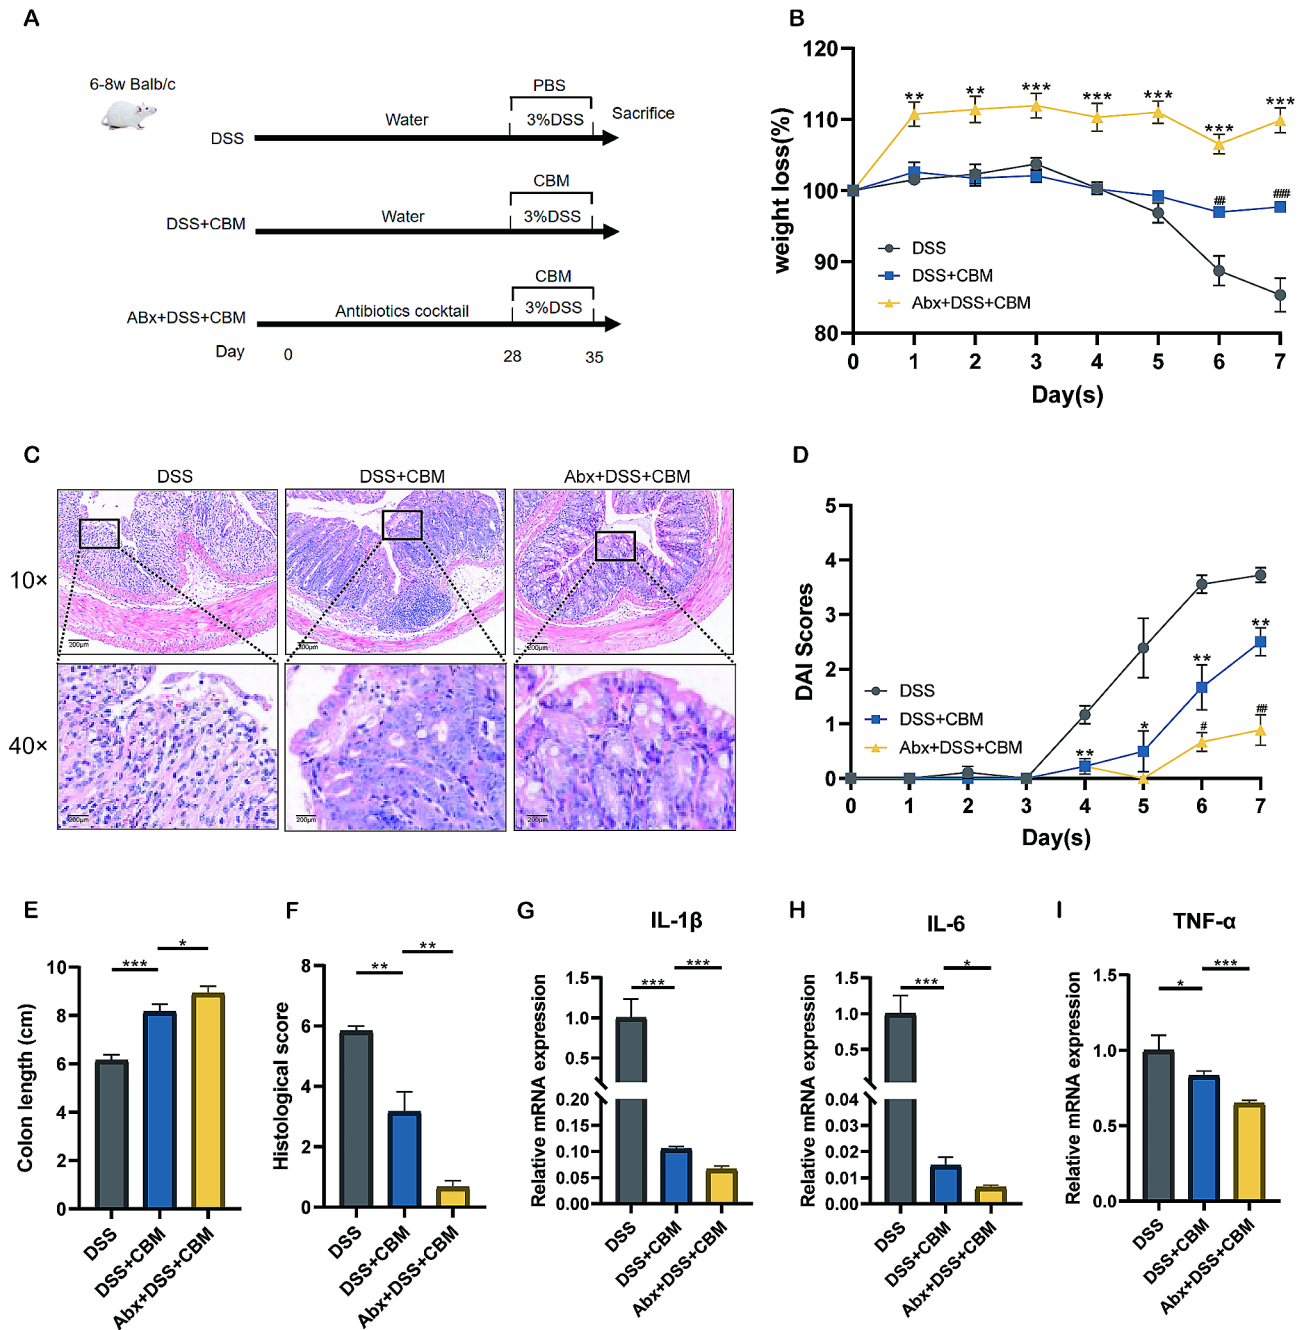 A
6-8w Balb/c
PBS
Water
3%DSS
Sacrifice
DSS
CBM
Water
3%DSS
DSS+CBM
CBM
Antibiotics cocktail
3%DSS
ABx+DSS+CBM
Day
0
28
35
B
120
110
100
90
80
weight loss(%)
** ** *** *** *** *** ***
## ###
DSS
DSS+CBM
Abx+DSS+CBM
0 1 2 3 4 5 6 7
Day(s)
C
DSS
DSS+CBM
Abx+DSS+CBM
10×
200μm
200μm
200μm
40×
200μm
200μm
200μm
D
5
4
3
2
1
0
DAI Scores
** * ** **
# ##
DSS
DSS+CBM
Abx+DSS+CBM
0 1 2 3 4 5 6 7
Day(s)
E
*** *
10
8
6
4
2
0
Colon length (cm)
DSS
DSS+CBM
Abx+DSS+CBM
F
** **
8
6
4
2
0
Histological score
DSS
DSS+CBM
Abx+DSS+CBM
G
IL-1β
*** ***
1.5
1.0
0.5
0.20
0.15
0.10
0.05
0.00
Relative mRNA expression
DSS
DSS+CBM
Abx+DSS+CBM
H
IL-6
*** *
1.5
1.0
0.5
0.04
0.03
0.02
0.01
0.00
Relative mRNA expression
DSS
DSS+CBM
Abx+DSS+CBM
I
TNF-α
* ***
1.5
1.0
0.5
0.0
Relative mRNA expression
DSS
DSS+CBM
Abx+DSS+CBM